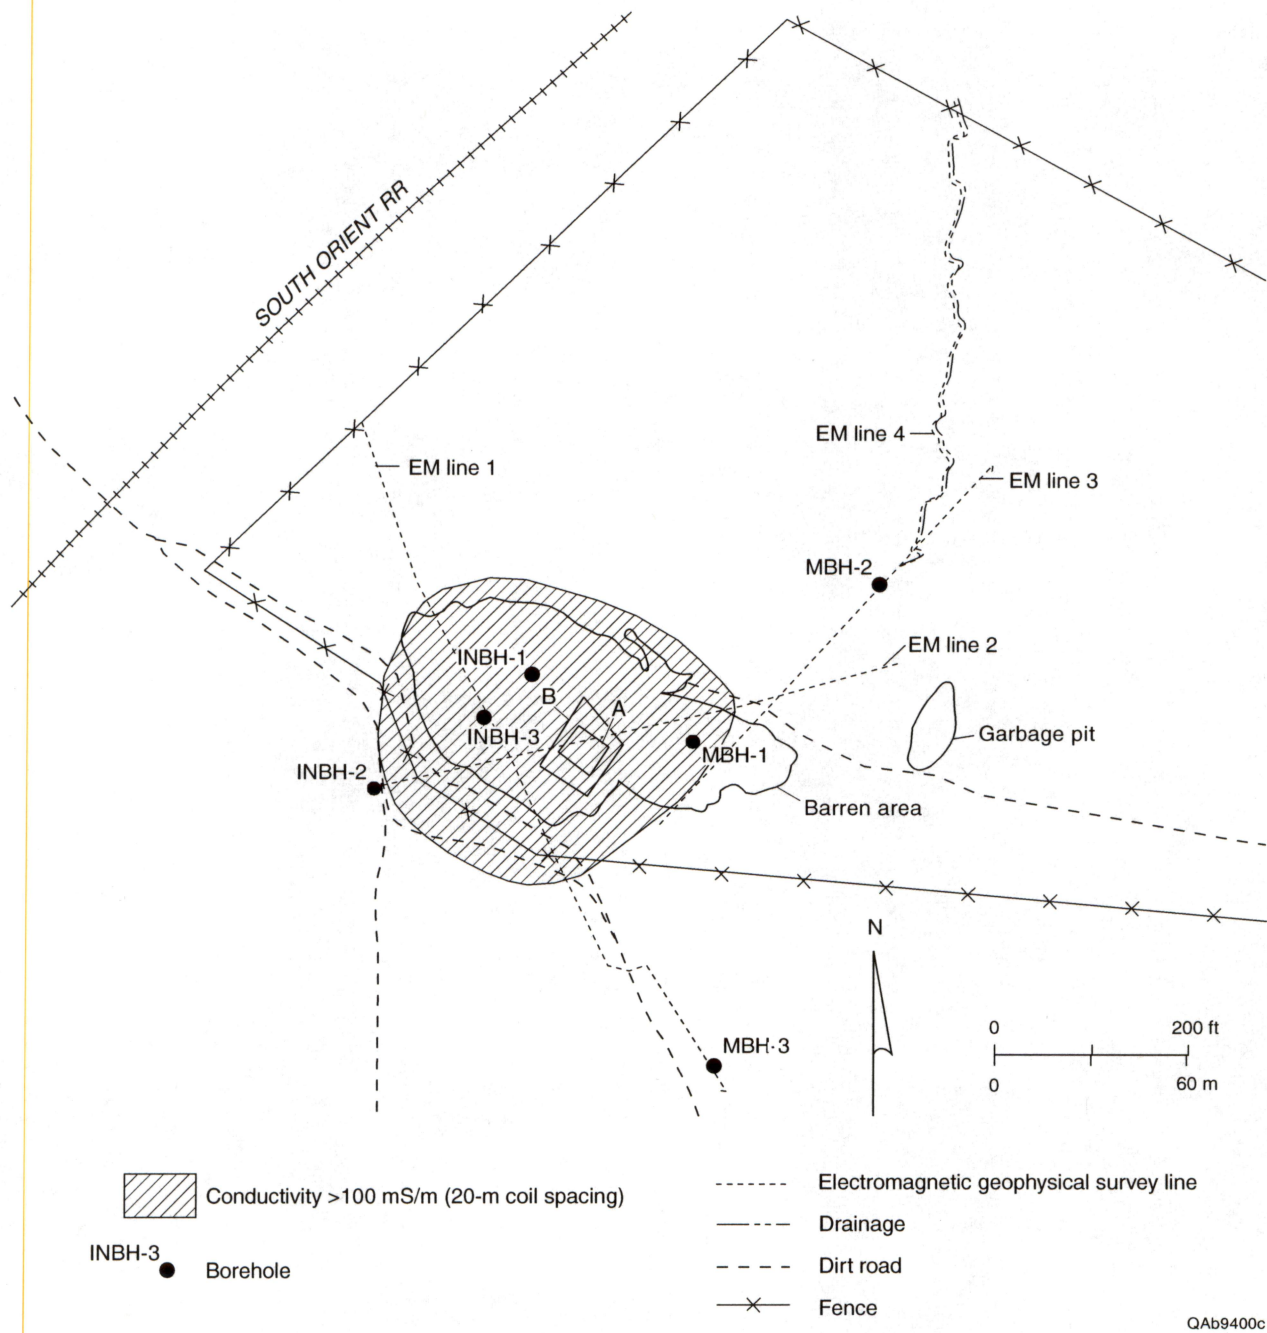 SOUTH ORIENT RR
EM line 4
EM line 1
EM line 3
MBH-2
EM line 2
INBH-1
B
A
INBH-3
MBH-1
Garbage pit
INBH-2
Barren area
N
0 200 ft
0 60 m
MBH-3
Conductivity >100 mS/m (20-m coil spacing)
INBH-3
Borehole
Electromagnetic geophysical survey line
Drainage
Dirt road
Fence
QAb9400c